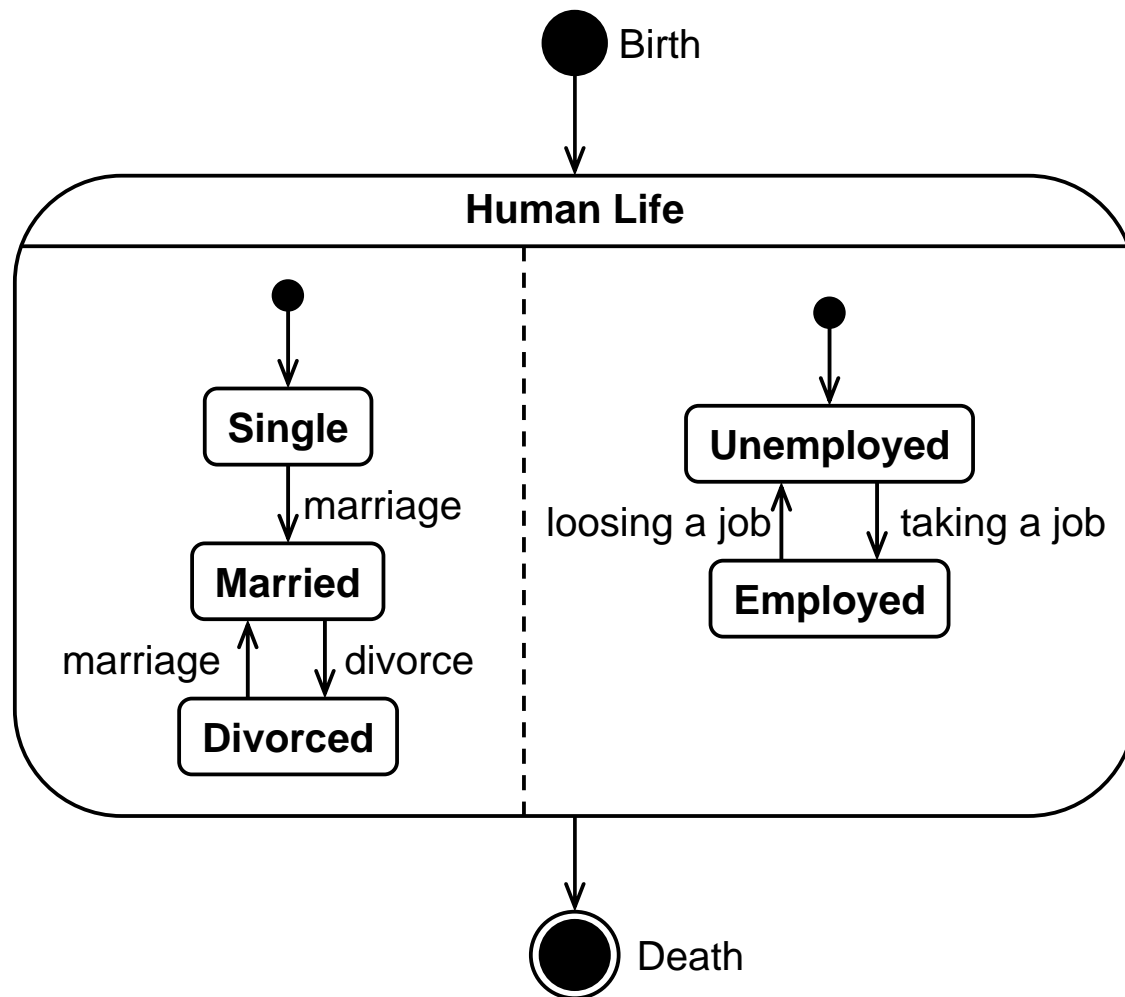 Birth
Human Life
Single
marriage
Married
marriage
divorce
Divorced
Unemployed
loosing a job
taking a job
Employed
Death